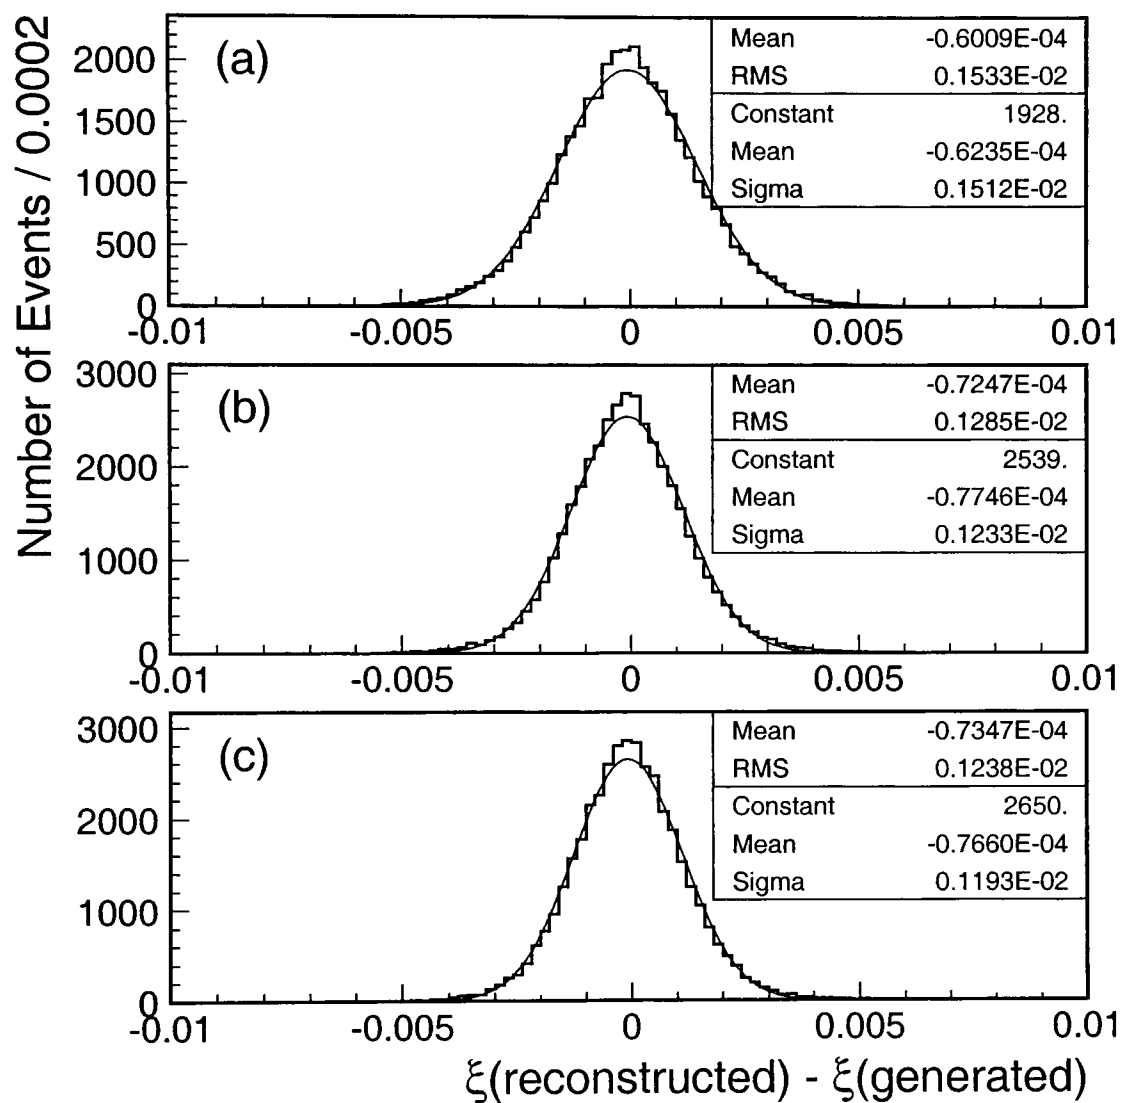 Number of Events / 0.0002
(a)
2000
1500
1000
500
0
Mean -0.6009E-04
RMS 0.1533E-02
Constant 1928.
Mean -0.6235E-04
Sigma 0.1512E-02
-0.01 -0.005 0 0.005 0.01
(b)
3000
2000
1000
0
Mean -0.7247E-04
RMS 0.1285E-02
Constant 2539.
Mean -0.7746E-04
Sigma 0.1233E-02
-0.01 -0.005 0 0.005 0.01
(c)
3000
2000
1000
0
Mean -0.7347E-04
RMS 0.1238E-02
Constant 2650.
Mean -0.7660E-04
Sigma 0.1193E-02
-0.01 -0.005 0 0.005 0.01
ξ(reconstructed) - ξ(generated)